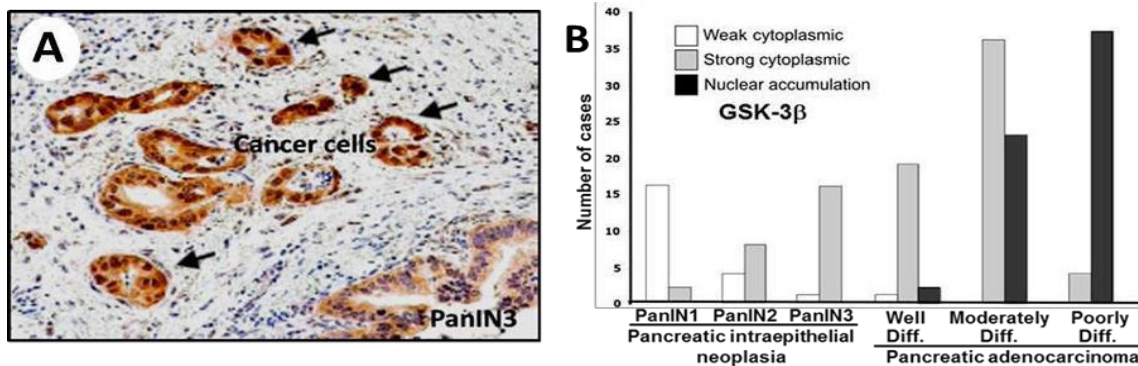 A
Cancer cells
PanIN3
B
Number of cases
40
35
30
25
20
15
10
5
0
Weak cytoplasmic
Strong cytoplasmic
Nuclear accumulation
GSK-3β
PanIN1 PanIN2 PanIN3
Pancreatic intraepithelial
neoplasia
Well Moderately Poorly
Diff. Diff. Diff.
Pancreatic adenocarcinoma